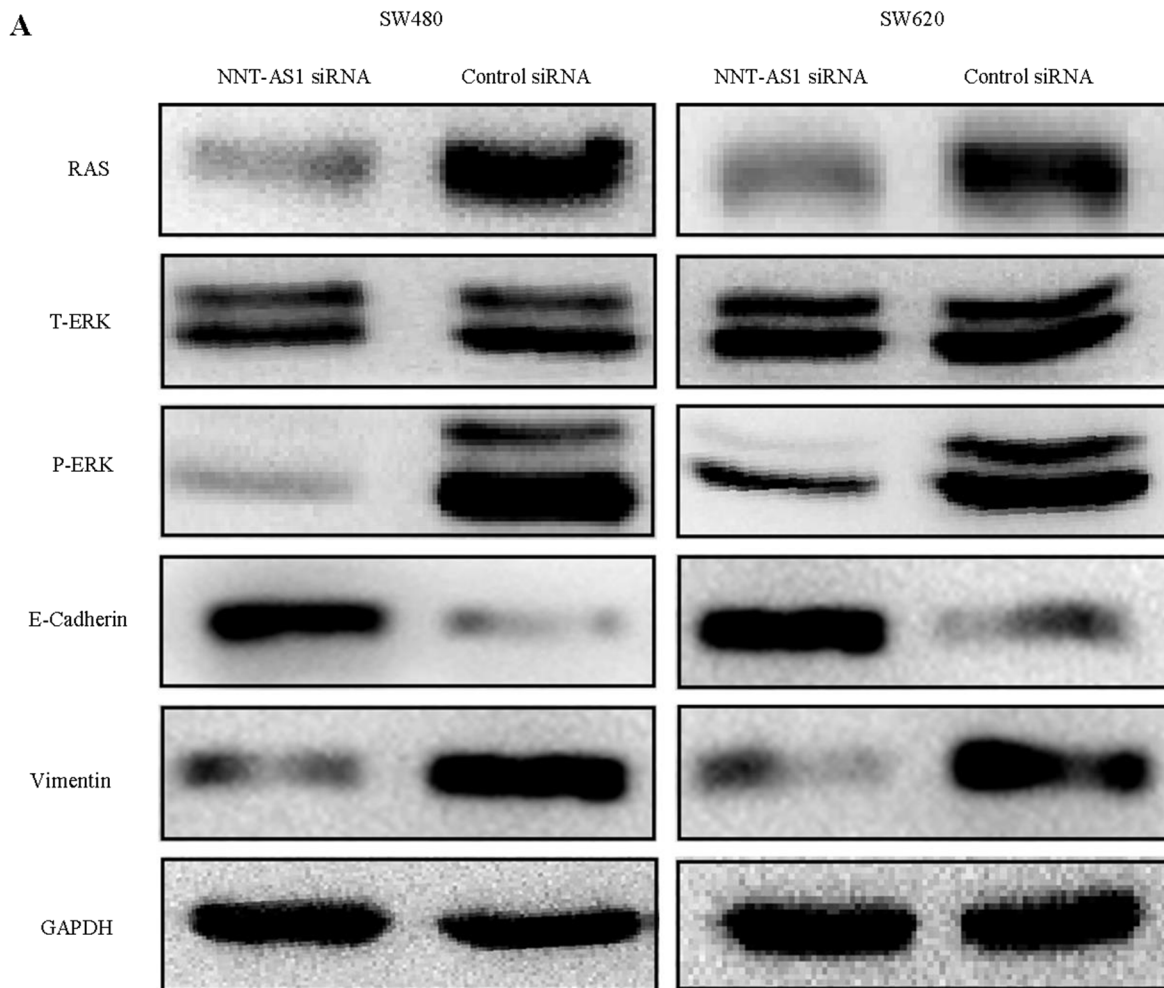 A
SW480 SW620
NNT-AS1 siRNA Control siRNA NNT-AS1 siRNA Control siRNA
RAS
T-ERK
P-ERK
E-Cadherin
Vimentin
GAPDH